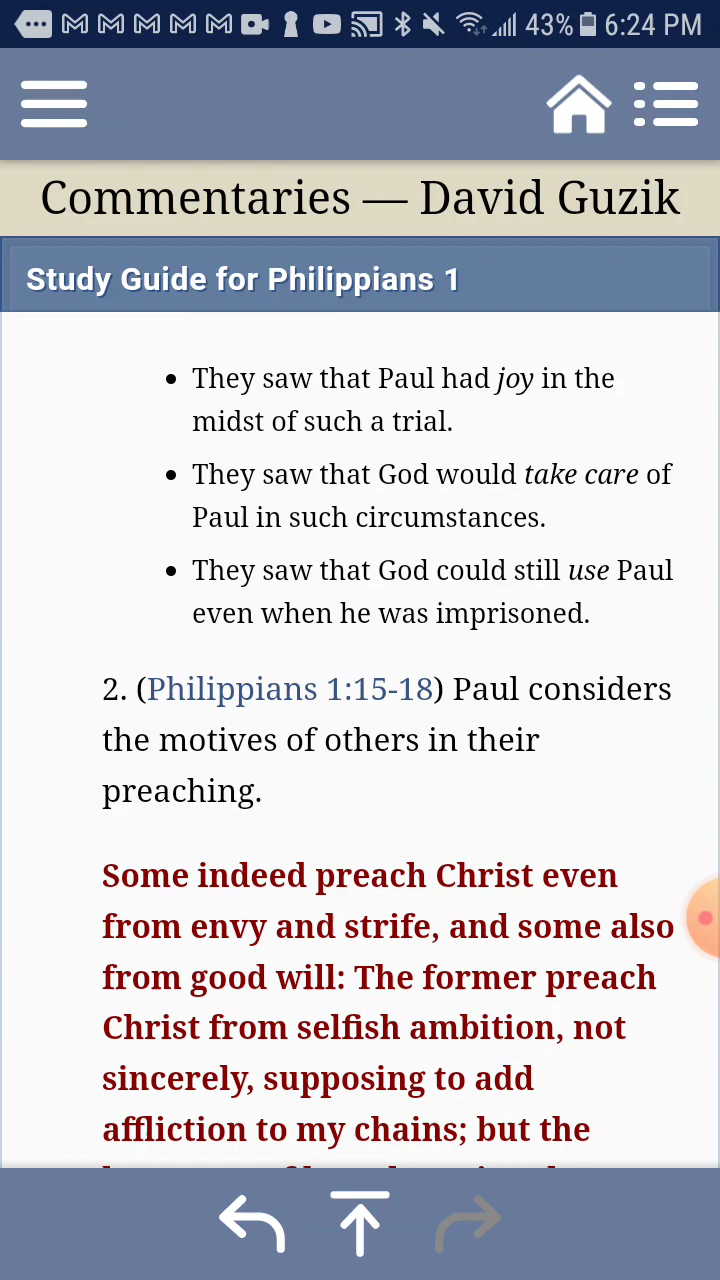 43% 6:24 PM
Commentaries — David Guzik
Study Guide for Philippians 1
• They saw that Paul had joy in the
midst of such a trial.
• They saw that God would take care of
Paul in such circumstances.
• They saw that God could still use Paul
even when he was imprisoned.
2. (Philippians 1:15-18) Paul considers
the motives of others in their
preaching.
Some indeed preach Christ even
from envy and strife, and some also
from good will: The former preach
Christ from selfish ambition, not
sincerely, supposing to add
affliction to my chains; but the